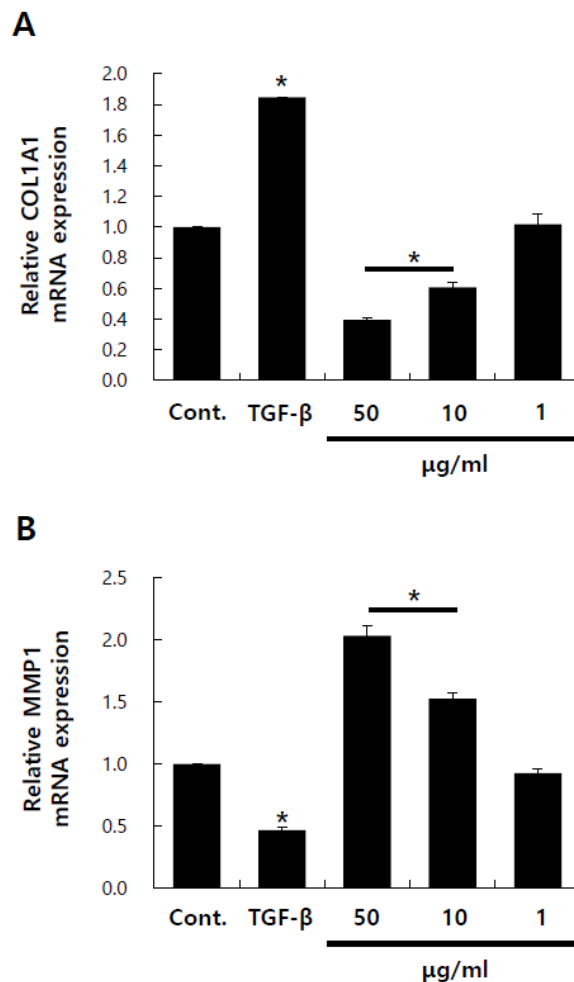 A
Relative COL1A1
mRNA expression
2.0
1.8
1.6
1.4
1.2
1.0
0.8
0.6
0.4
0.2
0.0
*
*
Cont. TGF-β 50 10 1
μg/ml
B
Relative MMP1
mRNA expression
2.5
2.0
1.5
1.0
0.5
0.0
*
*
Cont. TGF-β 50 10 1
μg/ml